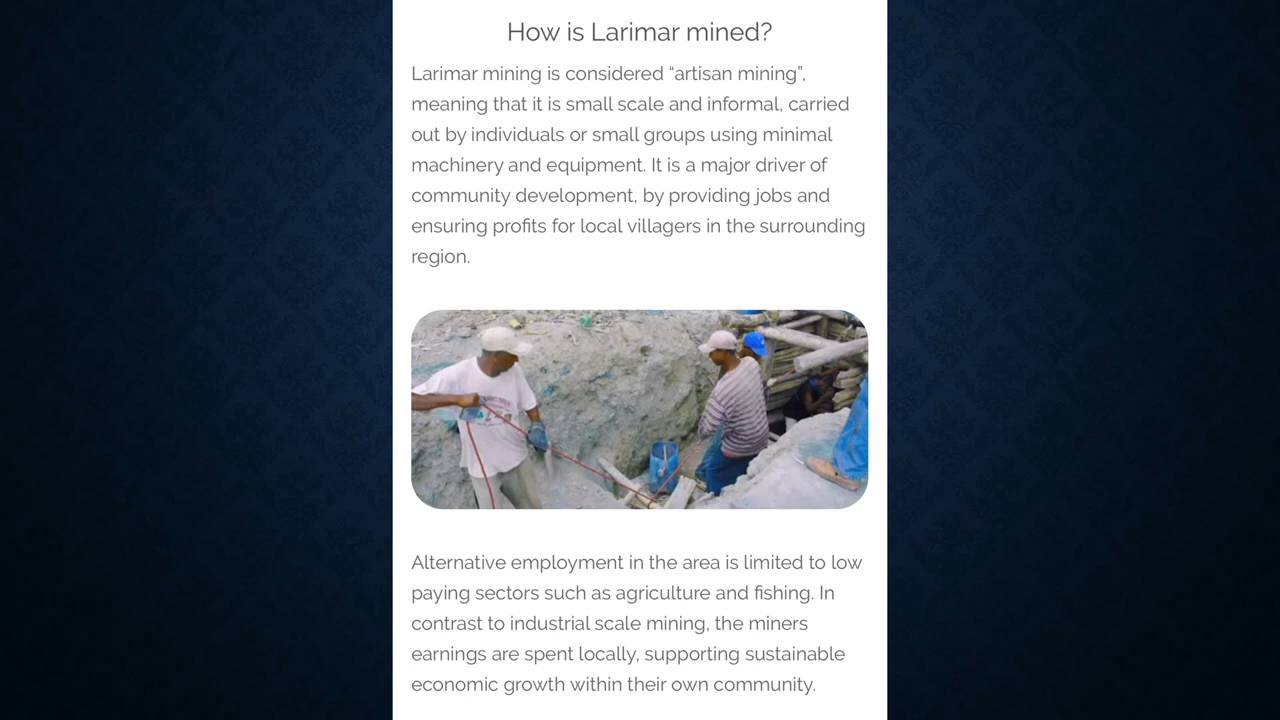 How is Larimar mined?
Larimar mining is considered “artisan mining”,
meaning that it is small scale and informal, carried
out by individuals or small groups using minimal
machinery and equipment. It is a major driver of
community development, by providing jobs and
ensuring profits for local villagers in the surrounding
region.
Alternative employment in the area is limited to low
paying sectors such as agriculture and fishing. In
contrast to industrial scale mining, the miners
earnings are spent locally, supporting sustainable
economic growth within their own community.